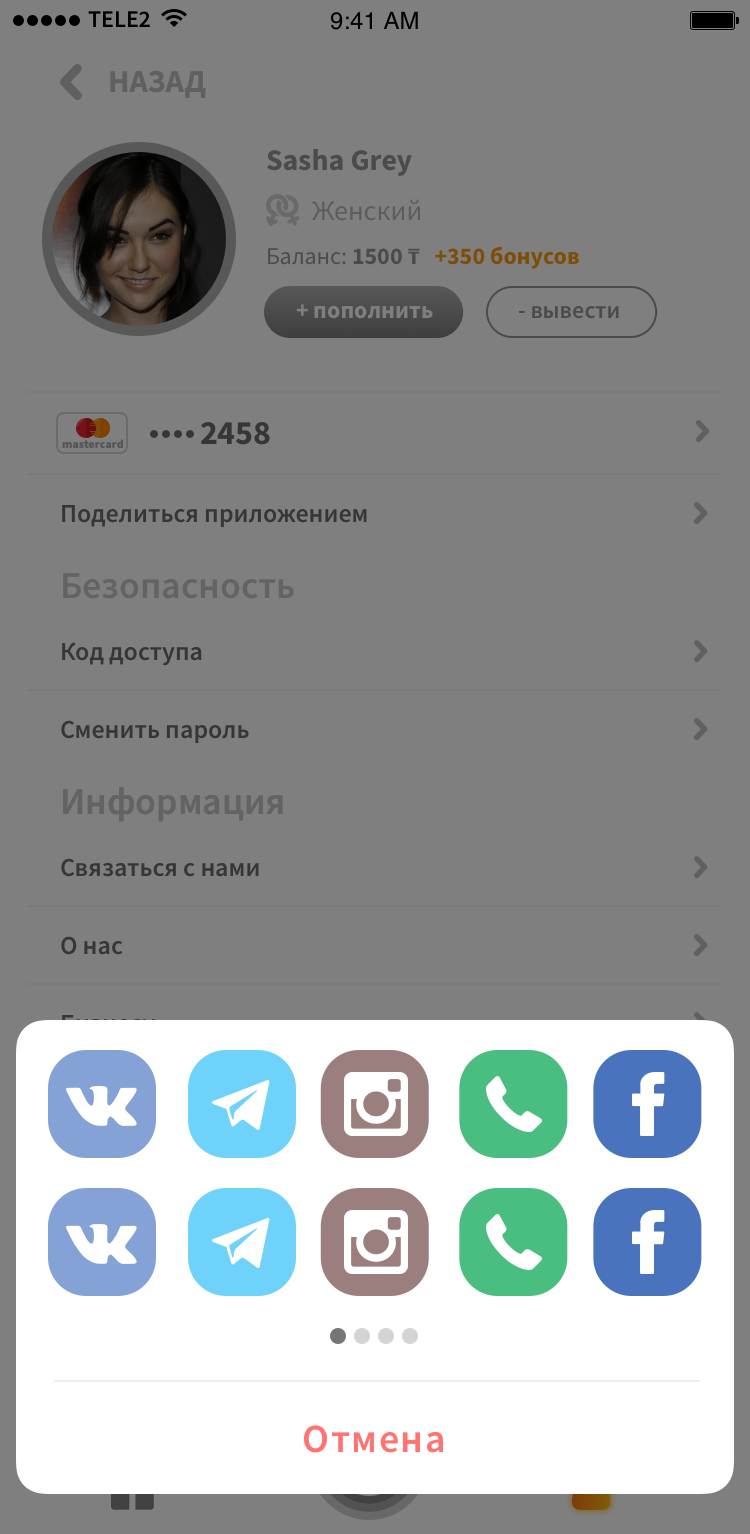 TELE2 9:41 AM
НАЗАД
Sasha Grey
Женский
Баланс: 1500 ₸ +350 бонусов
+ пополнить - вывести
mastercard •••• 2458
Поделиться приложением
Безопасность
Код доступа
Сменить пароль
Информация
Связаться с нами
О нас
Отмена